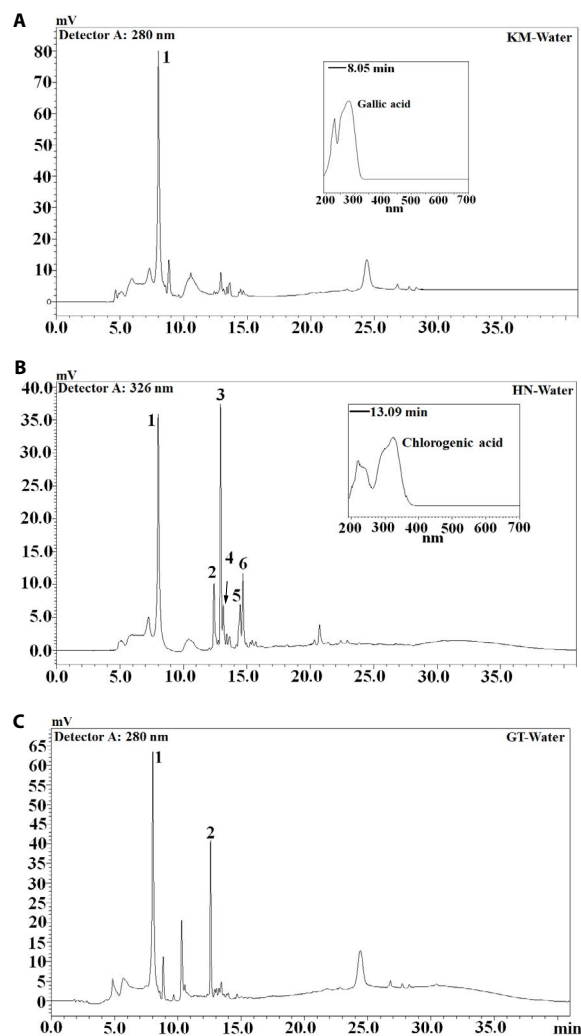 A
mV
Detector A: 280 nm
KM-Water
80
70
60
50
40
30
20
10
0
1
8.05 min
Gallic acid
200 300 400 500 600 700
nm
0.0 5.0 10.0 15.0 20.0 25.0 30.0 35.0
B
mV
Detector A: 326 nm
HN-Water
40.0
35.0
30.0
25.0
20.0
15.0
10.0
5.0
0.0
1
3
2
4
5
6
13.09 min
Chlorogenic acid
200 300 400 500 600 700
nm
0.0 5.0 10.0 15.0 20.0 25.0 30.0 35.0
C
mV
Detector A: 280 nm
GT-Water
65
60
55
50
45
40
35
30
25
20
15
10
5
0
1
2
0.0 5.0 10.0 15.0 20.0 25.0 30.0 35.0 min